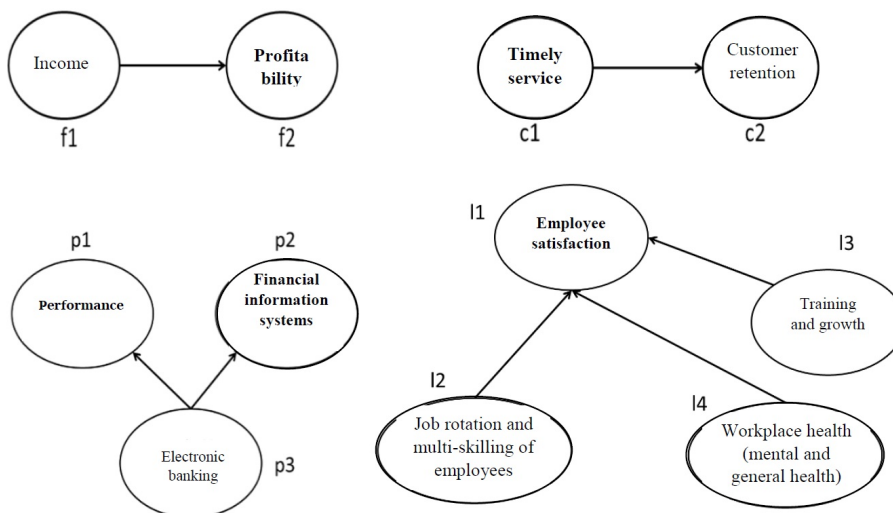 Income
Profita
bility
f1
f2
Timely
service
Customer
retention
c1
c2
p1
p2
Performance
Financial
information
systems
Electronic
banking
p3
l1
Employee
satisfaction
l3
Training
and growth
l2
Job rotation and
multi-skilling of
employees
l4
Workplace health
(mental and
general health)